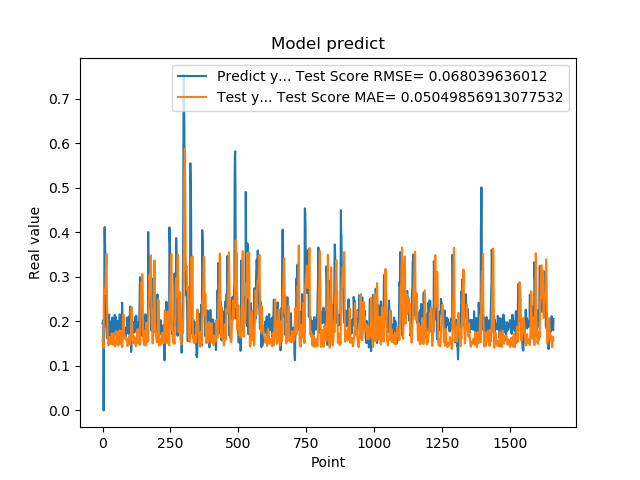 Model predict
Predict y... Test Score RMSE= 0.068039636012
Test y... Test Score MAE= 0.05049856913077532
Real value
0.7
0.6
0.5
0.4
0.3
0.2
0.1
0.0
0 250 500 750 1000 1250 1500
Point